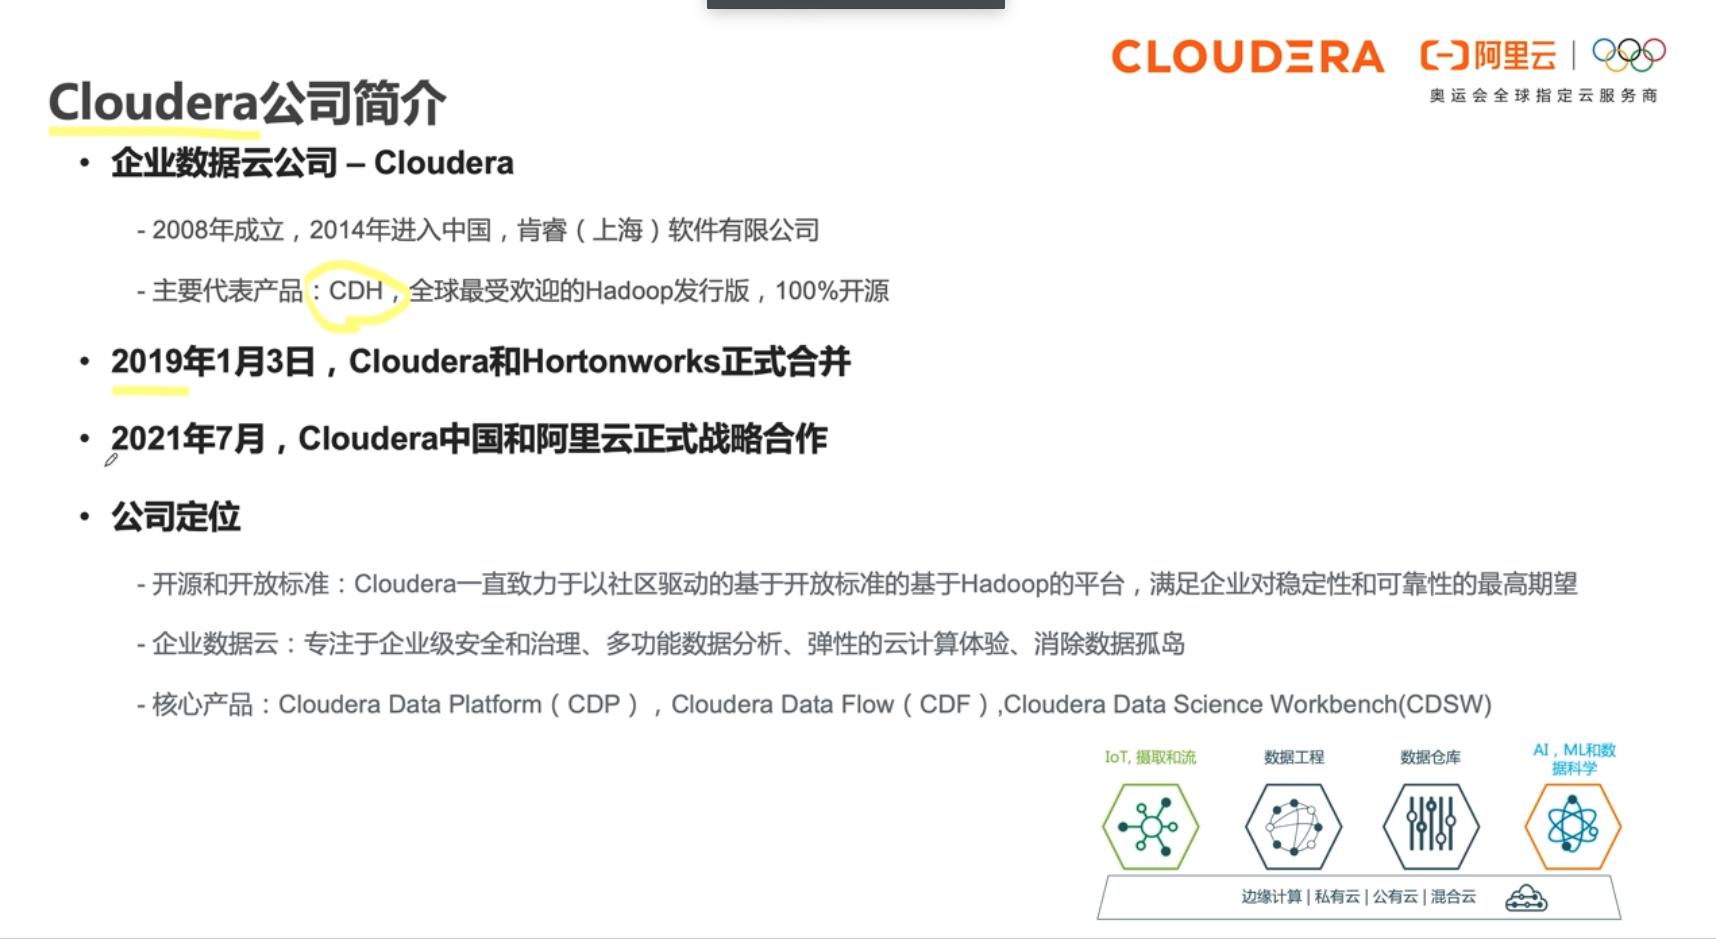 CLOUDERA
阿里云
奥运会全球指定云服务商
Cloudera公司简介
• 企业数据云公司 – Cloudera
- 2008年成立，2014年进入中国，肯睿（上海）软件有限公司
- 主要代表产品：CDH，全球最受欢迎的Hadoop发行版，100%开源
• 2019年1月3日，Cloudera和Hortonworks正式合并
• 2021年7月，Cloudera中国和阿里云正式战略合作
• 公司定位
- 开源和开放标准：Cloudera一直致力于以社区驱动的基于开放标准的基于Hadoop的平台，满足企业对稳定性和可靠性的最高期望
- 企业数据云：专注于企业级安全和治理、多功能数据分析、弹性的云计算体验、消除数据孤岛
- 核心产品：Cloudera Data Platform（CDP），Cloudera Data Flow（CDF）,Cloudera Data Science Workbench(CDSW)
IoT, 摄取和流
数据工程
数据仓库
AI，ML和数
据科学
边缘计算 | 私有云 | 公有云 | 混合云